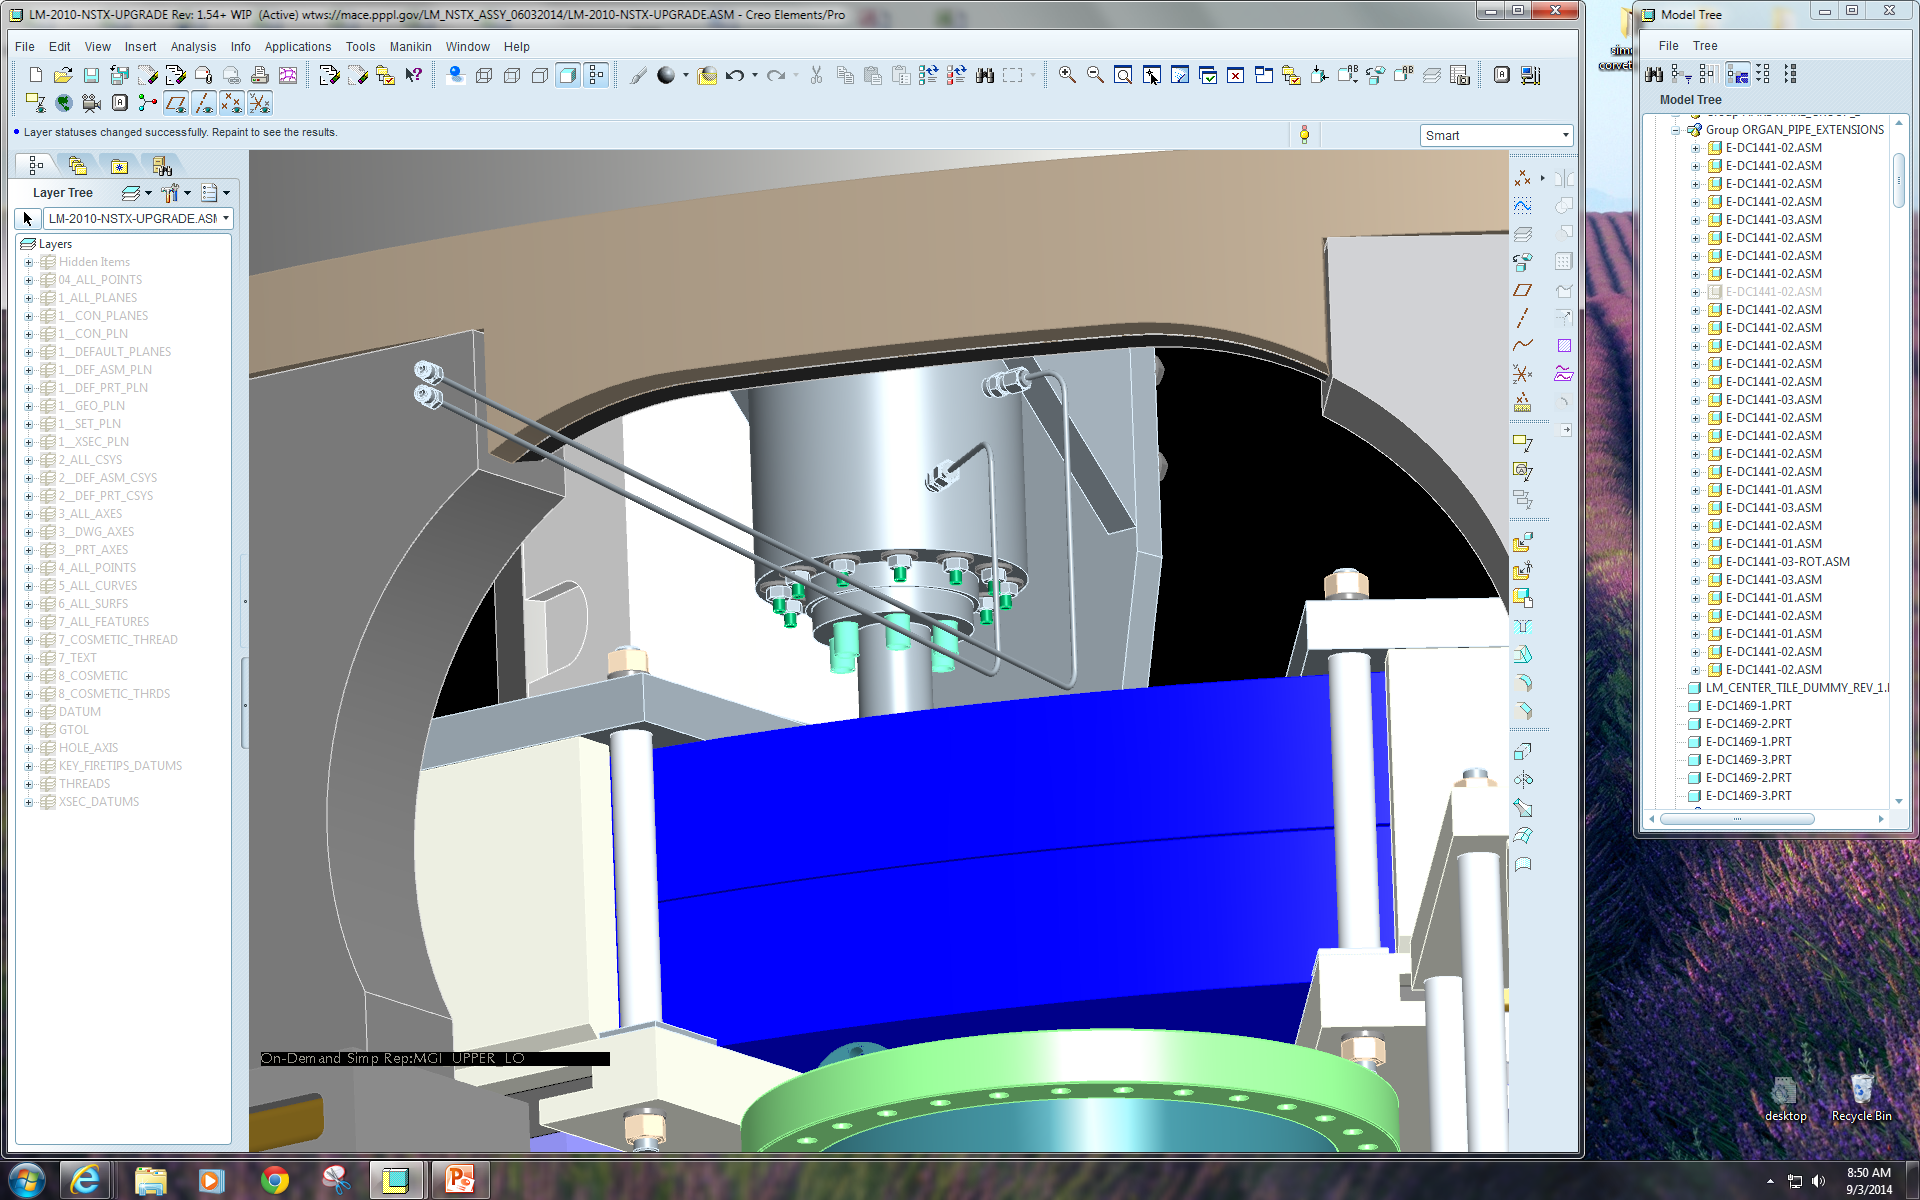 LM-2010-NSTX-UPGRADE Rev: 1.54+ WIP (Active) wtws://mace.pppl.gov/LM_NSTX_ASSY_06032014/LM-2010-NSTX-UPGRADE.ASM - Creo Elements/Pro
File Edit View Insert Analysis Info Applications Tools Manikin Window Help
Layer statuses changed successfully. Repaint to see the results.
Smart
Layer Tree
LM-2010-NSTX-UPGRADE.ASM
Layers
Hidden Items
04_ALL_POINTS
1_ALL_PLANES
1__CON_PLANES
1__CON_PLN
1__DEFAULT_PLANES
1__DEF_ASM_PLN
1__DEF_PRT_PLN
1__GEO_PLN
1__SET_PLN
1__XSEC_PLN
2_ALL_CSYS
2__DEF_ASM_CSYS
2__DEF_PRT_CSYS
3_ALL_AXES
3__DWG_AXES
3__PRT_AXES
4_ALL_POINTS
5_ALL_CURVES
6_ALL_SURFS
7_ALL_FEATURES
7_COSMETIC_THREAD
7_TEXT
8_COSMETIC
8_COSMETIC_THRDS
DATUM
GTOL
HOLE_AXIS
KEY_FIRETIPS_DATUMS
THREADS
XSEC_DATUMS
On-Demand Simp Rep:MGI_UPPER_LO
Model Tree
File Tree
Model Tree
Group ORGAN_PIPE_EXTENSIONS
E-DC1441-02.ASM
E-DC1441-02.ASM
E-DC1441-02.ASM
E-DC1441-02.ASM
E-DC1441-03.ASM
E-DC1441-02.ASM
E-DC1441-02.ASM
E-DC1441-02.ASM
E-DC1441-02.ASM
E-DC1441-02.ASM
E-DC1441-02.ASM
E-DC1441-02.ASM
E-DC1441-02.ASM
E-DC1441-02.ASM
E-DC1441-03.ASM
E-DC1441-02.ASM
E-DC1441-02.ASM
E-DC1441-02.ASM
E-DC1441-02.ASM
E-DC1441-01.ASM
E-DC1441-03.ASM
E-DC1441-02.ASM
E-DC1441-01.ASM
E-DC1441-03-ROT.ASM
E-DC1441-03.ASM
E-DC1441-01.ASM
E-DC1441-02.ASM
E-DC1441-01.ASM
E-DC1441-02.ASM
E-DC1441-02.ASM
LM_CENTER_TILE_DUMMY_REV_1.
E-DC1469-1.PRT
E-DC1469-2.PRT
E-DC1469-1.PRT
E-DC1469-3.PRT
E-DC1469-2.PRT
E-DC1469-3.PRT
desktop
Recycle Bin
8:50 AM
9/3/2014